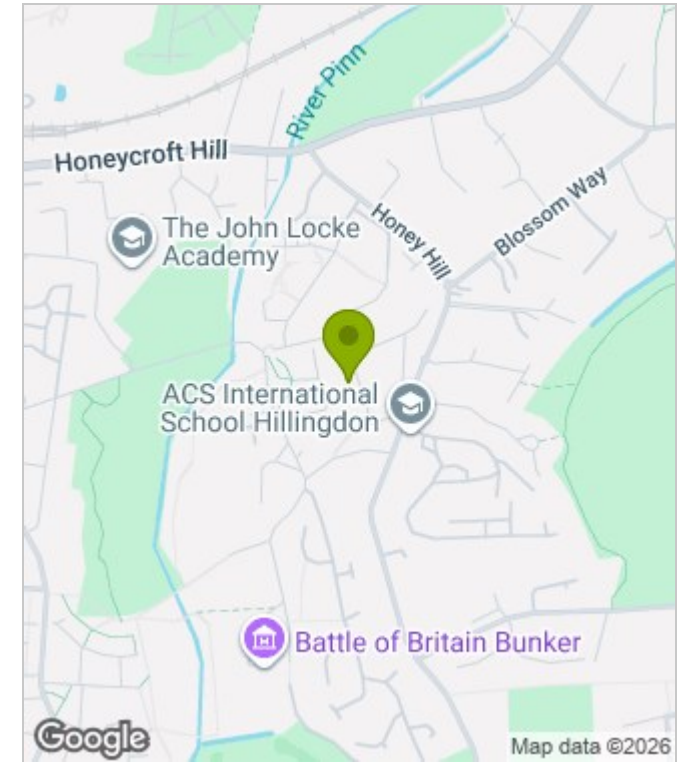 River Pinn
Honeycroft Hill
Blossom Way
Honey Hill
The John Locke
Academy
ACS International
School Hillingdon
Battle of Britain Bunker
Google
Map data ©2026